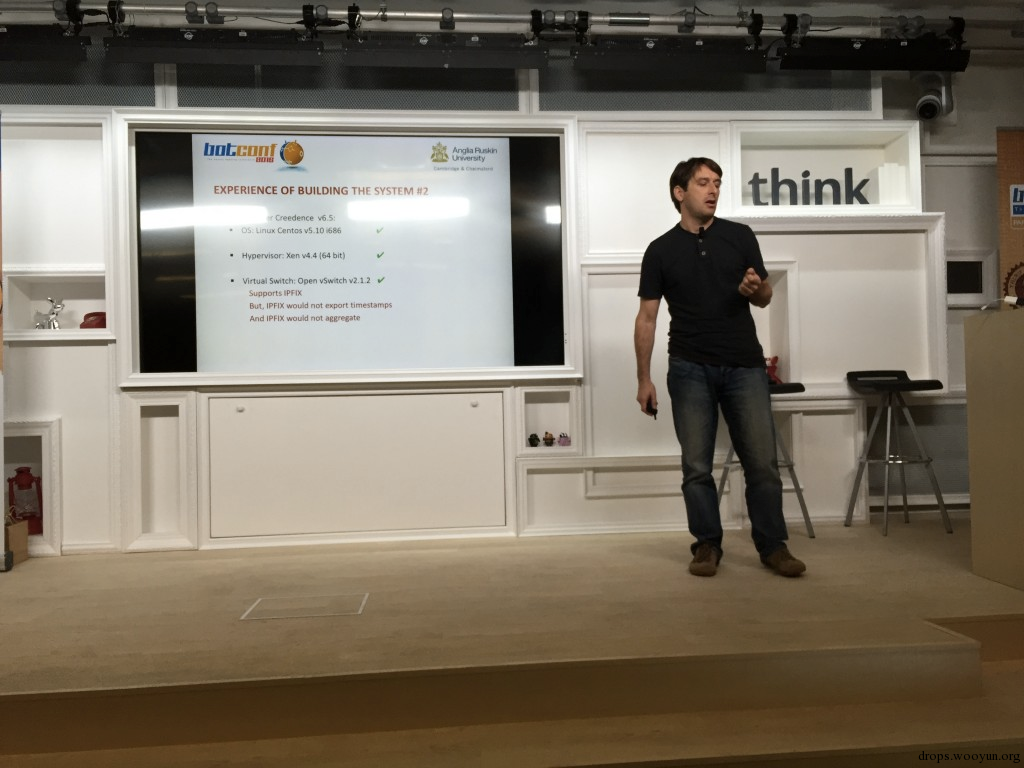 botconf
2015
Anglia Ruskin
University
Cambridge & Chelmsford
EXPERIENCE OF BUILDING THE SYSTEM #2
Creedence v6.5:
• OS: Linux Centos v5.10 i686 ✓
• Hypervisor: Xen v4.4 (64 bit) ✓
• Virtual Switch: Open vSwitch v2.1.2 ✓
Supports IPFIX
But, IPFIX would not export timestamps
And IPFIX would not aggregate
think
drops.wooyun.org